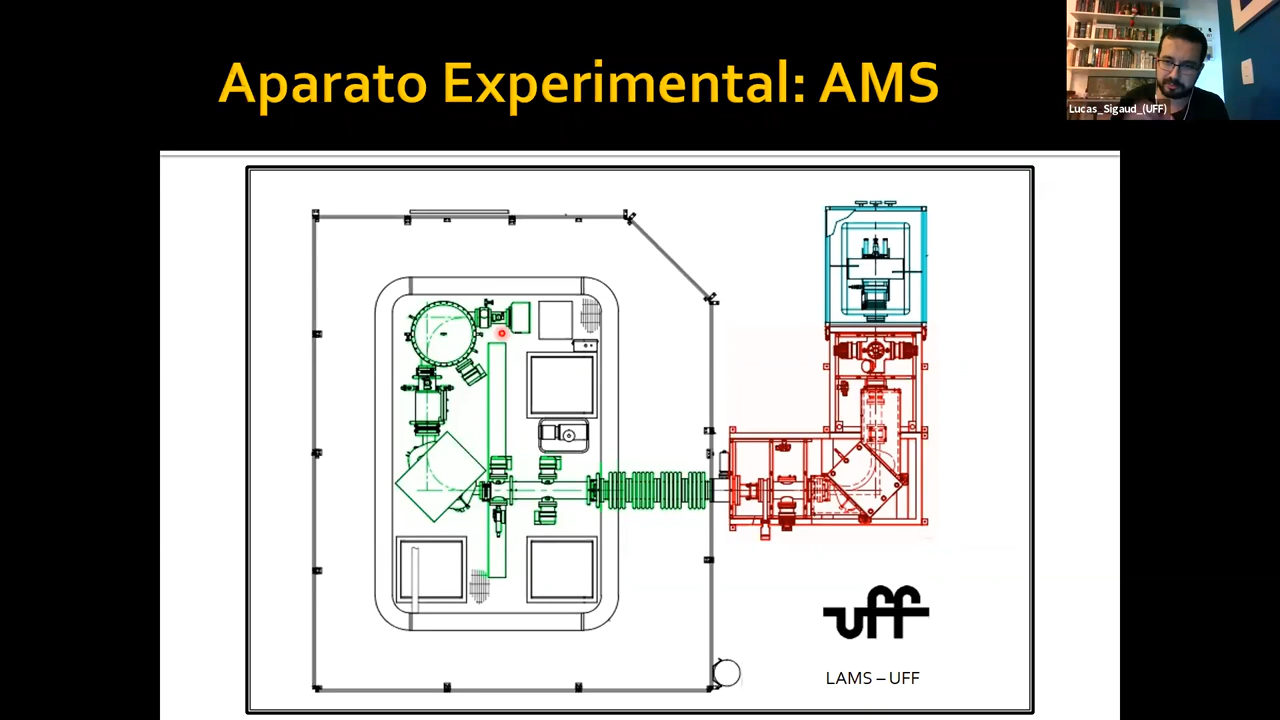 Aparato Experimental: AMS
Lucas_Sigaud_(UFF)
uff
LAMS – UFF